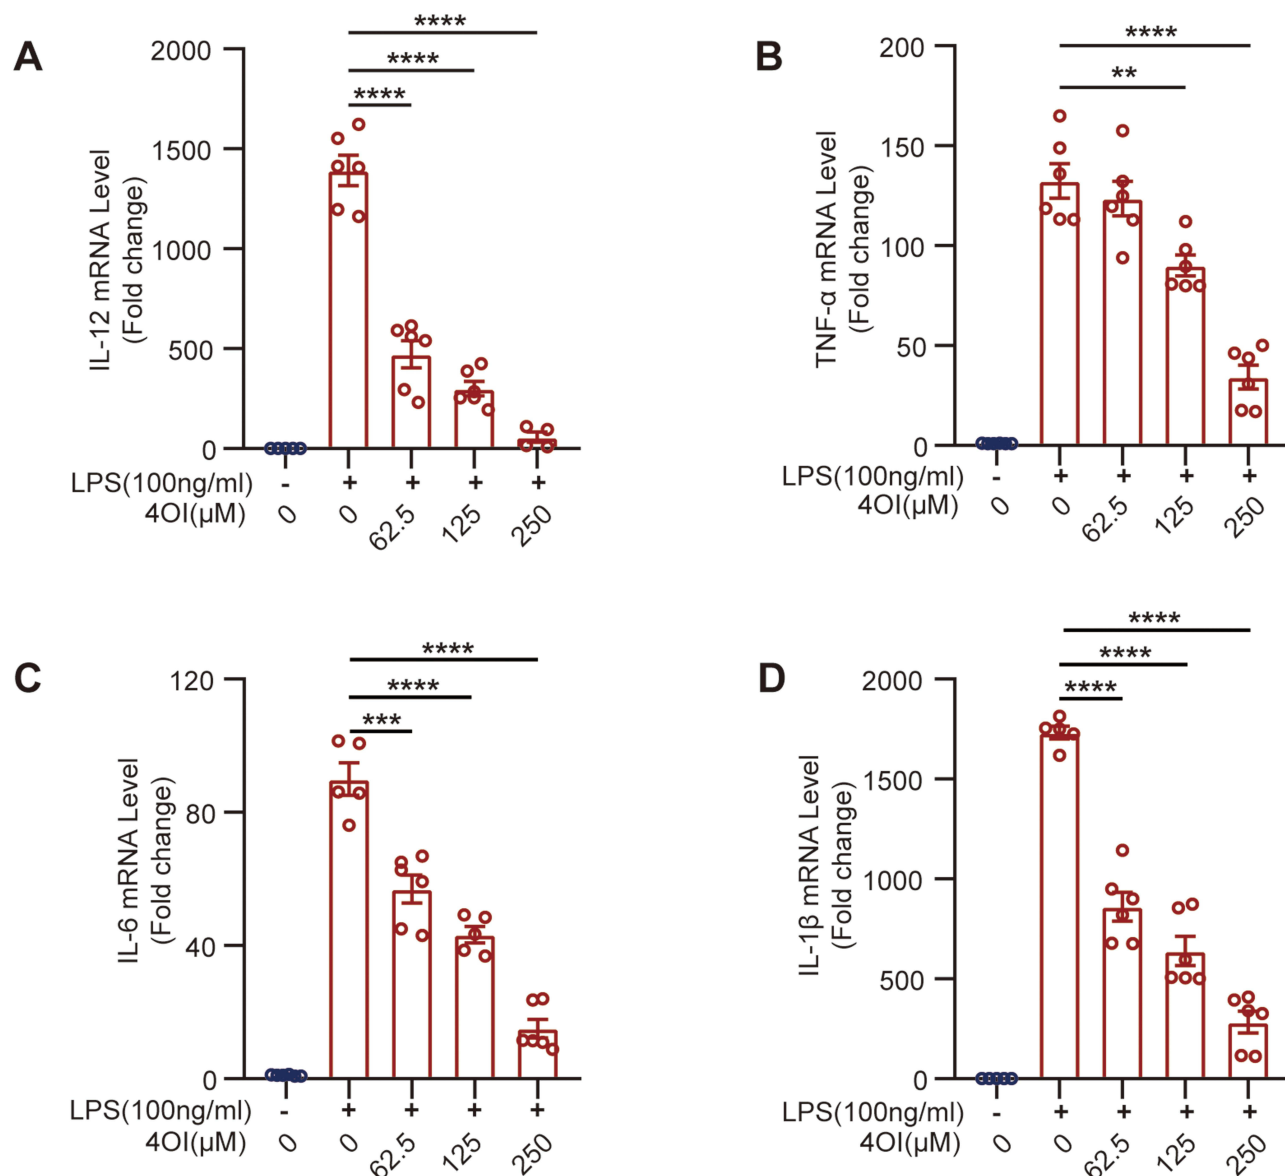 A
IL-12 mRNA Level
(Fold change)
2000
1500
1000
500
0
****
****
****
LPS(100ng/ml) - + + + +
4OI(μM) 0 0 62.5 125 250
B
TNF-α mRNA Level
(Fold change)
200
150
100
50
0
****
**
LPS(100ng/ml) - + + + +
4OI(μM) 0 0 62.5 125 250
C
IL-6 mRNA Level
(Fold change)
120
80
40
0
****
****
***
LPS(100ng/ml) - + + + +
4OI(μM) 0 0 62.5 125 250
D
IL-1β mRNA Level
(Fold change)
2000
1500
1000
500
0
****
****
****
LPS(100ng/ml) - + + + +
4OI(μM) 0 0 62.5 125 250